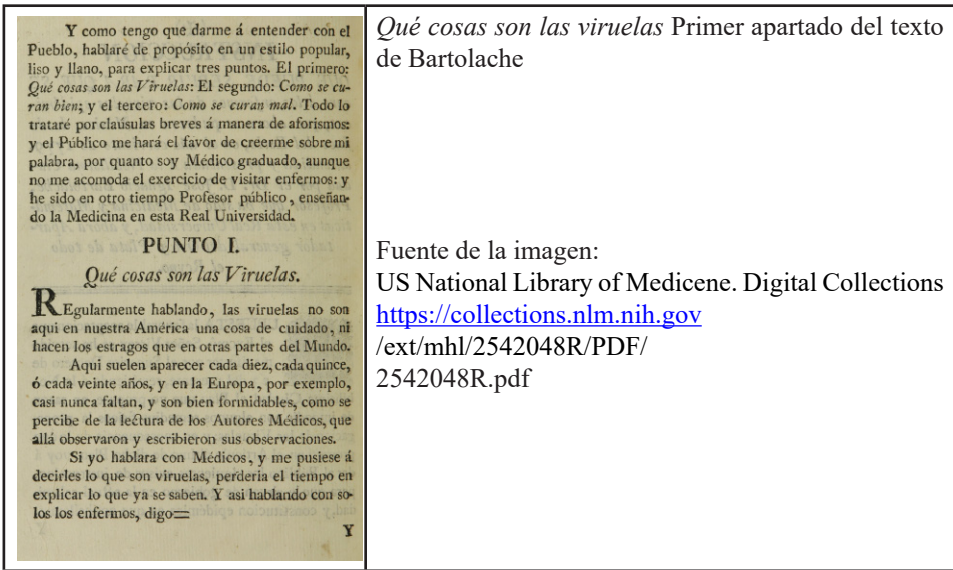 Y como tengo que darme á entender con el
Pueblo, hablaré de propósito en un estilo popular,
liso y llano, para explicar tres puntos. El primero:
Qué cosas son las Viruelas: El segundo: Como se cu-
ran bien; y el tercero: Como se curan mal. Todo lo
trataré por claúsulas breves á manera de aforismos:
y el Público me hará el favor de creerme sobre mi
palabra, por quanto soy Médico graduado, aunque
no me acomoda el exercicio de visitar enfermos: y
he sido en otro tiempo Profesor público, enseñan-
do la Medicina en esta Real Universidad.
PUNTO I.
Qué cosas son las Viruelas.
REgularmente hablando, las viruelas no son
aqui en nuestra América una cosa de cuidado, ni
hacen los estragos que en otras partes del Mundo.
Aqui suelen aparecer cada diez, cada quince,
ó cada veinte años, y en la Europa, por exemplo,
casi nunca faltan, y son bien formidables, como se
percibe de la lectura de los Autores Médicos, que
allá observaron y escribieron sus observaciones.
Si yo hablara con Médicos, y me pusiese á
decirles lo que son viruelas, perderia el tiempo en
explicar lo que ya se saben. Y asi hablando con so-
los los enfermos, digo=
Y
Qué cosas son las viruelas Primer apartado del texto
de Bartolache
Fuente de la imagen:
US National Library of Medicene. Digital Collections
https://collections.nlm.nih.gov
/ext/mhl/2542048R/PDF/
2542048R.pdf